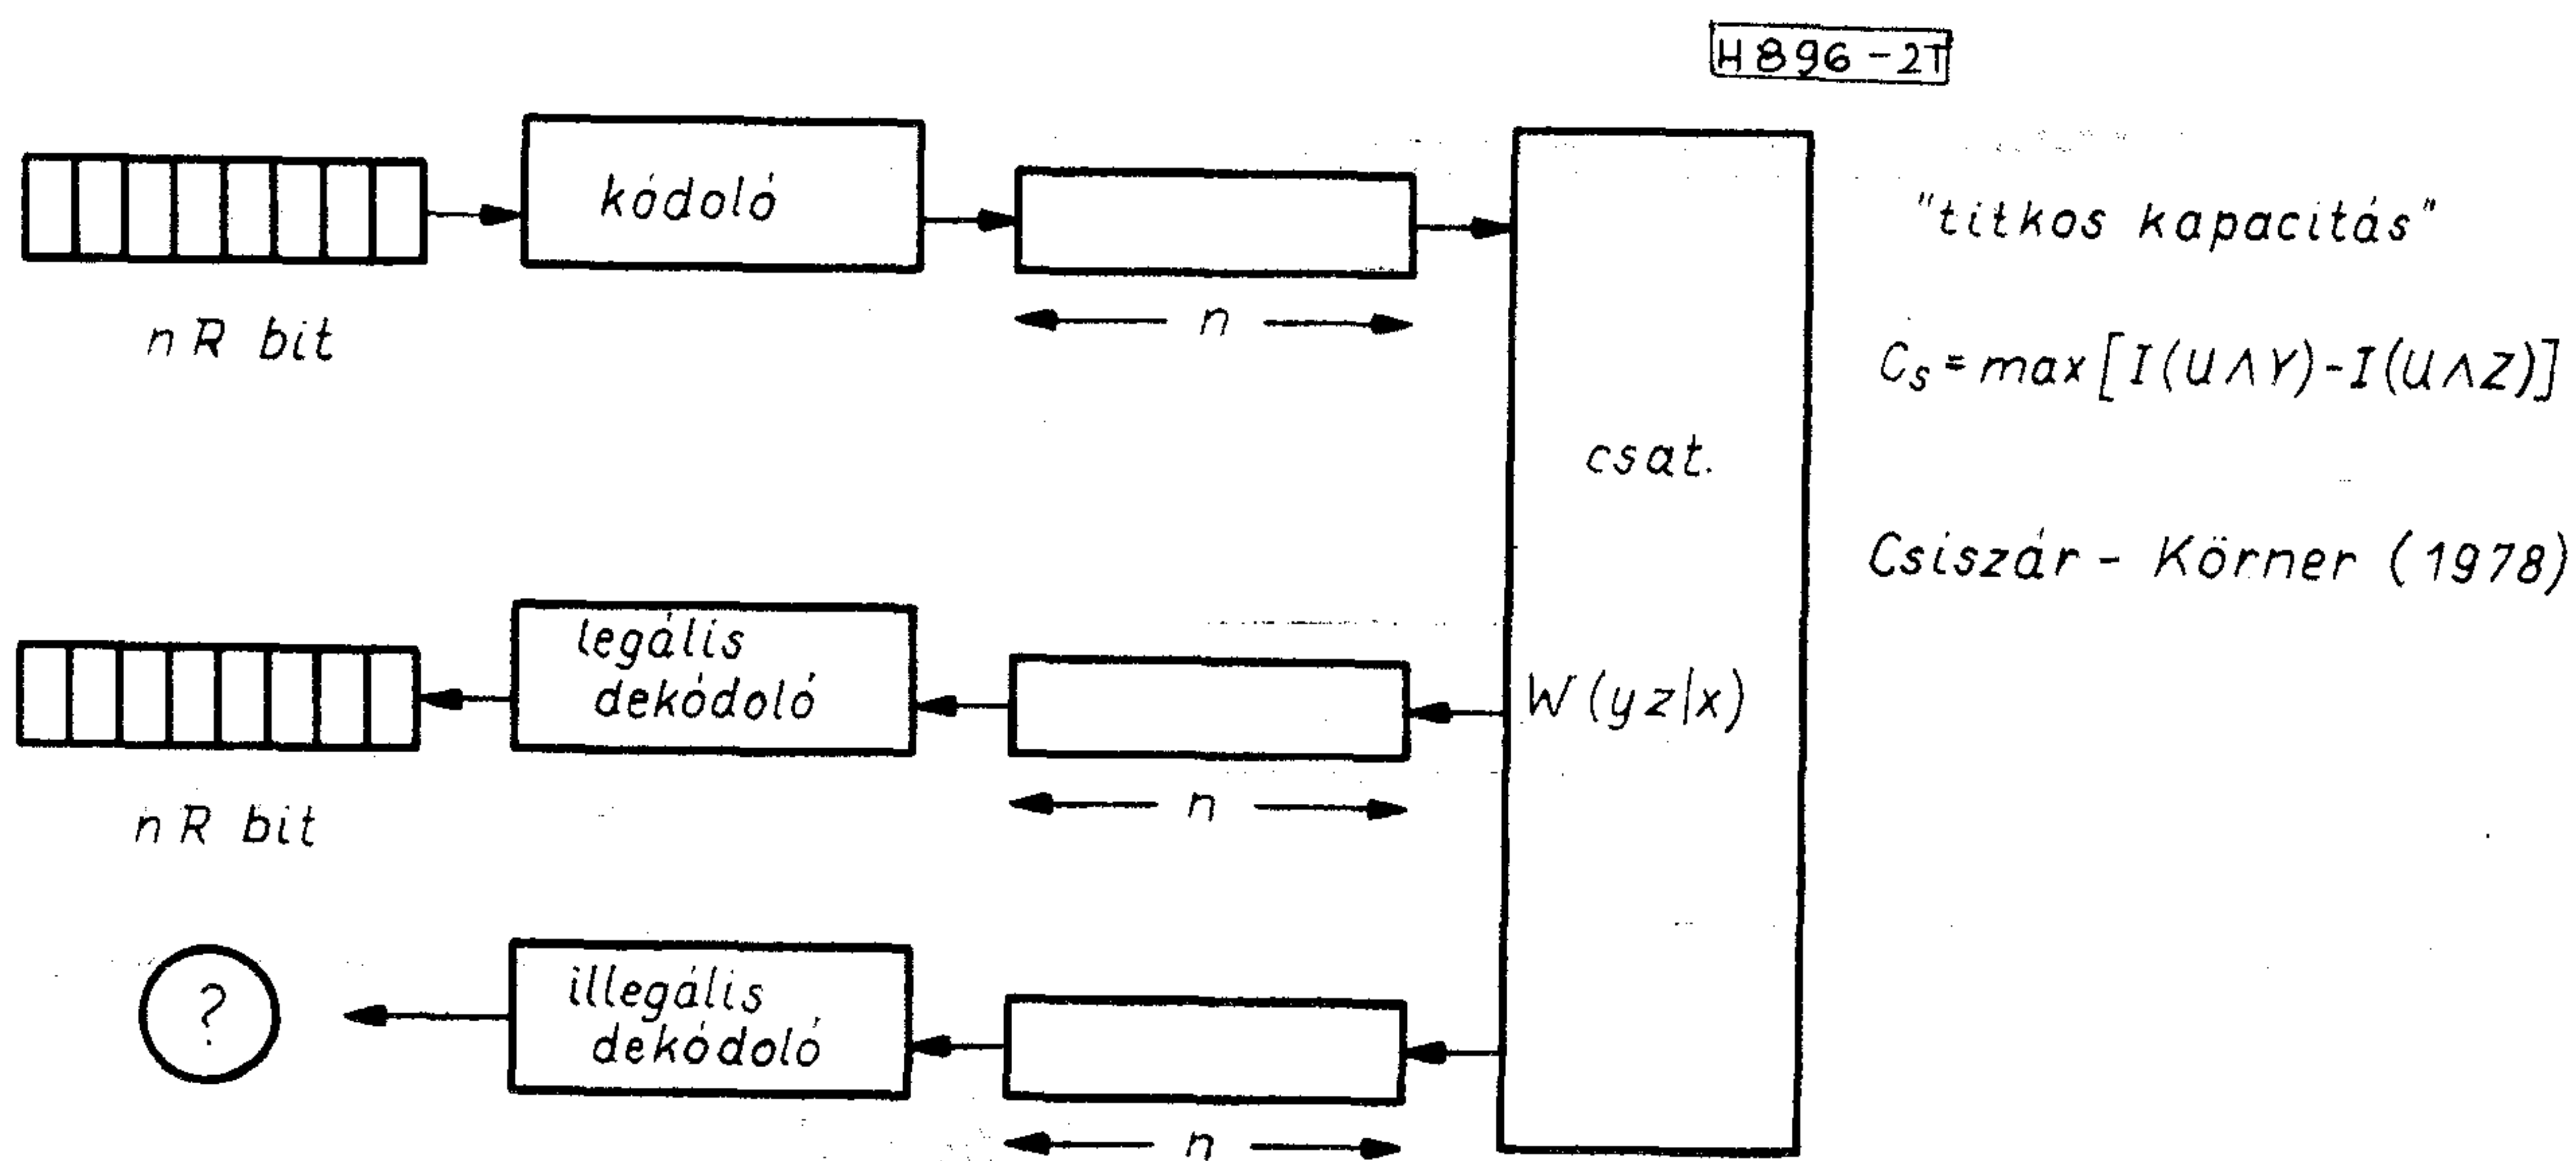 H896-2T
kódoló
"titkos kapacitás"
nR bit
n
C_s = max[I(U∧Y)-I(U∧Z)]
csat.
Csiszár - Körner (1978)
legális
dekódoló
W(yz|x)
nR bit
n
illegális
dekódoló
?
n